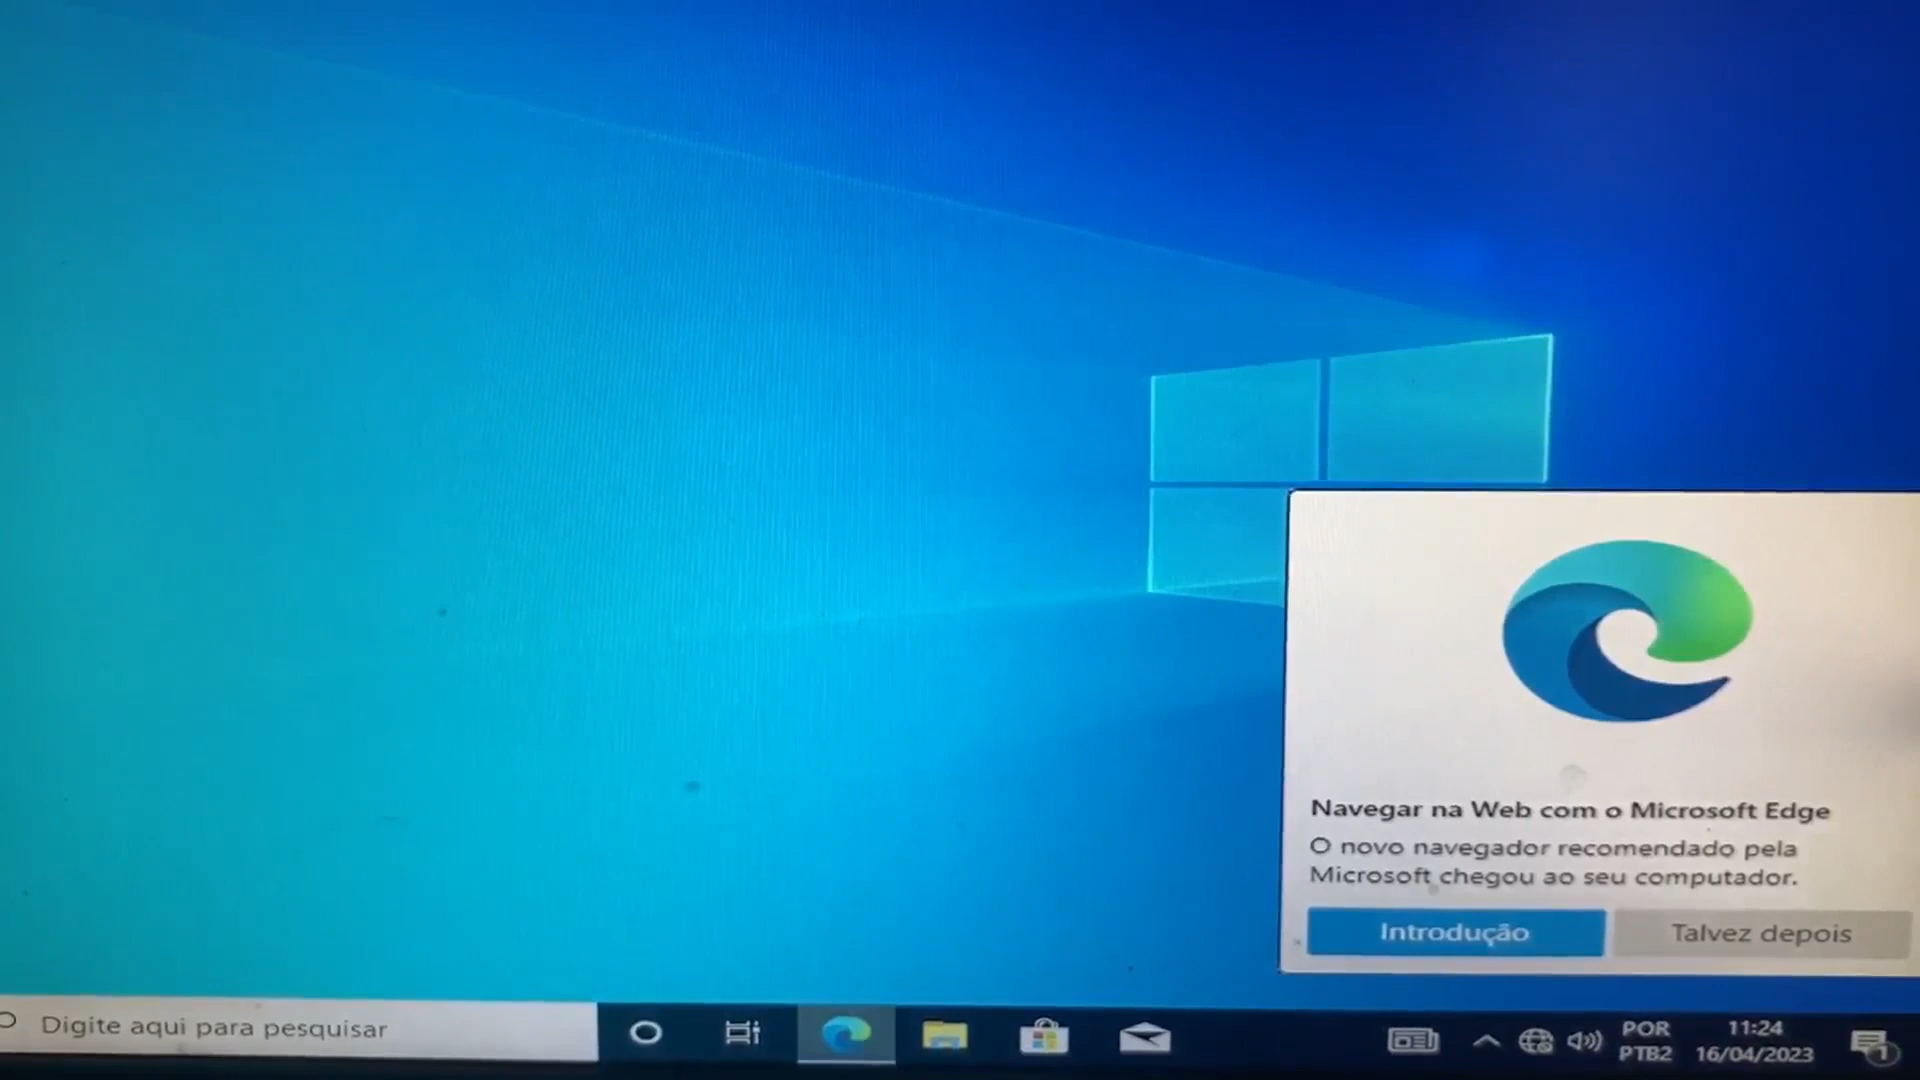 Navegar na Web com o Microsoft Edge
O novo navegador recomendado pela
Microsoft chegou ao seu computador.
Introdução
Talvez depois
Digite aqui para pesquisar
POR
PTB2
11:24
16/04/2023
1